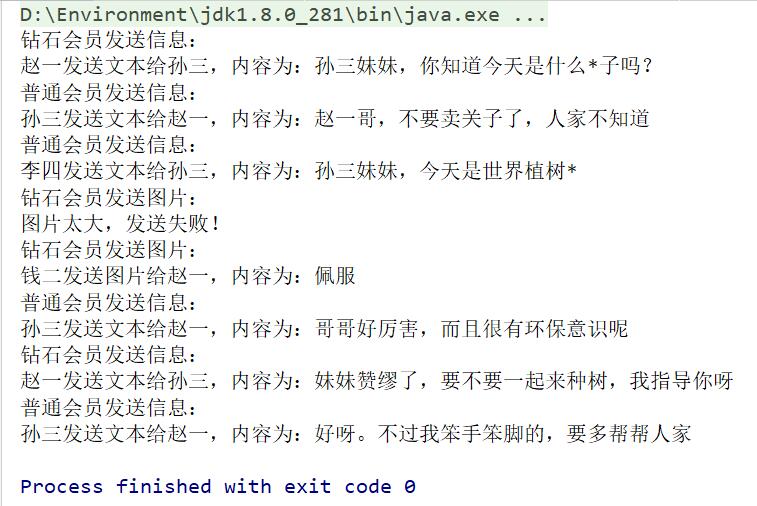 D:\Environment\jdk1.8.0_281\bin\java.exe ...
钻石会员发送信息：
赵一发送文本给孙三，内容为：孙三妹妹，你知道今天是什么*子吗？
普通会员发送信息：
孙三发送文本给赵一，内容为：赵一哥，不要卖关子了，人家不知道
普通会员发送信息：
李四发送文本给孙三，内容为：孙三妹妹，今天是世界植树*
钻石会员发送图片：
图片太大，发送失败！
钻石会员发送图片：
钱二发送图片给赵一，内容为：佩服
普通会员发送信息：
孙三发送文本给赵一，内容为：哥哥好厉害，而且很有环保意识呢
钻石会员发送信息：
赵一发送文本给孙三，内容为：妹妹赞缪了，要不要一起来种树，我指导你呀
普通会员发送信息：
孙三发送文本给赵一，内容为：好呀。不过我笨手笨脚的，要多帮帮人家
Process finished with exit code 0